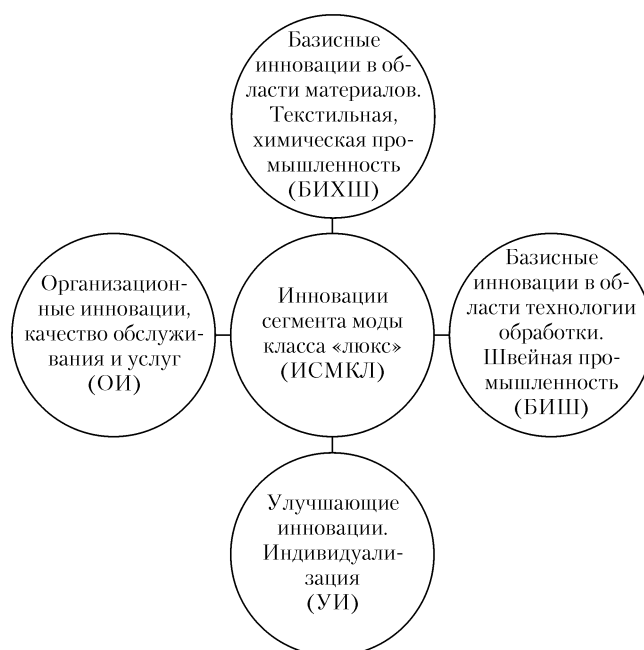 Базисные
инновации в об-
ласти материалов.
Текстильная,
химическая про-
мышленность
(БИХШ)
Организацион-
ные инновации,
качество обслужи-
вания и услуг
(ОИ)
Инновации
сегмента моды
класса «люкс»
(ИСМКЛ)
Базисные
инновации в об-
ласти технологии
обработки.
Швейная про-
мышленность
(БИШ)
Улучшающие
инновации.
Индивидуали-
зация
(УИ)